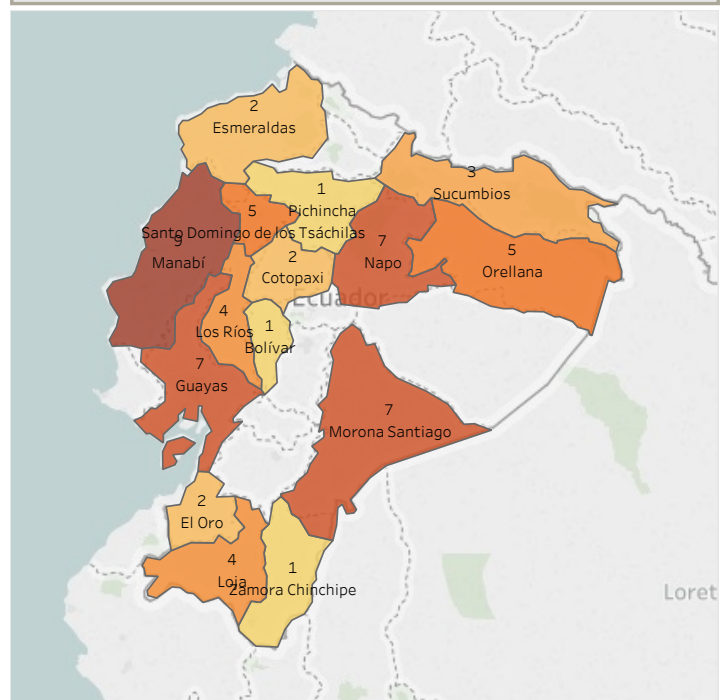 2
Esmeraldas
3
Sucumbios
1
Pichincha
5
Santo Domingo de los Tsáchilas
9
Manabí
7
Napo
5
Orellana
2
Cotopaxi
Ecuador
4
Los Ríos
1
Bolívar
7
Guayas
7
Morona Santiago
2
El Oro
4
Loja
1
Zamora Chinchipe
Loret